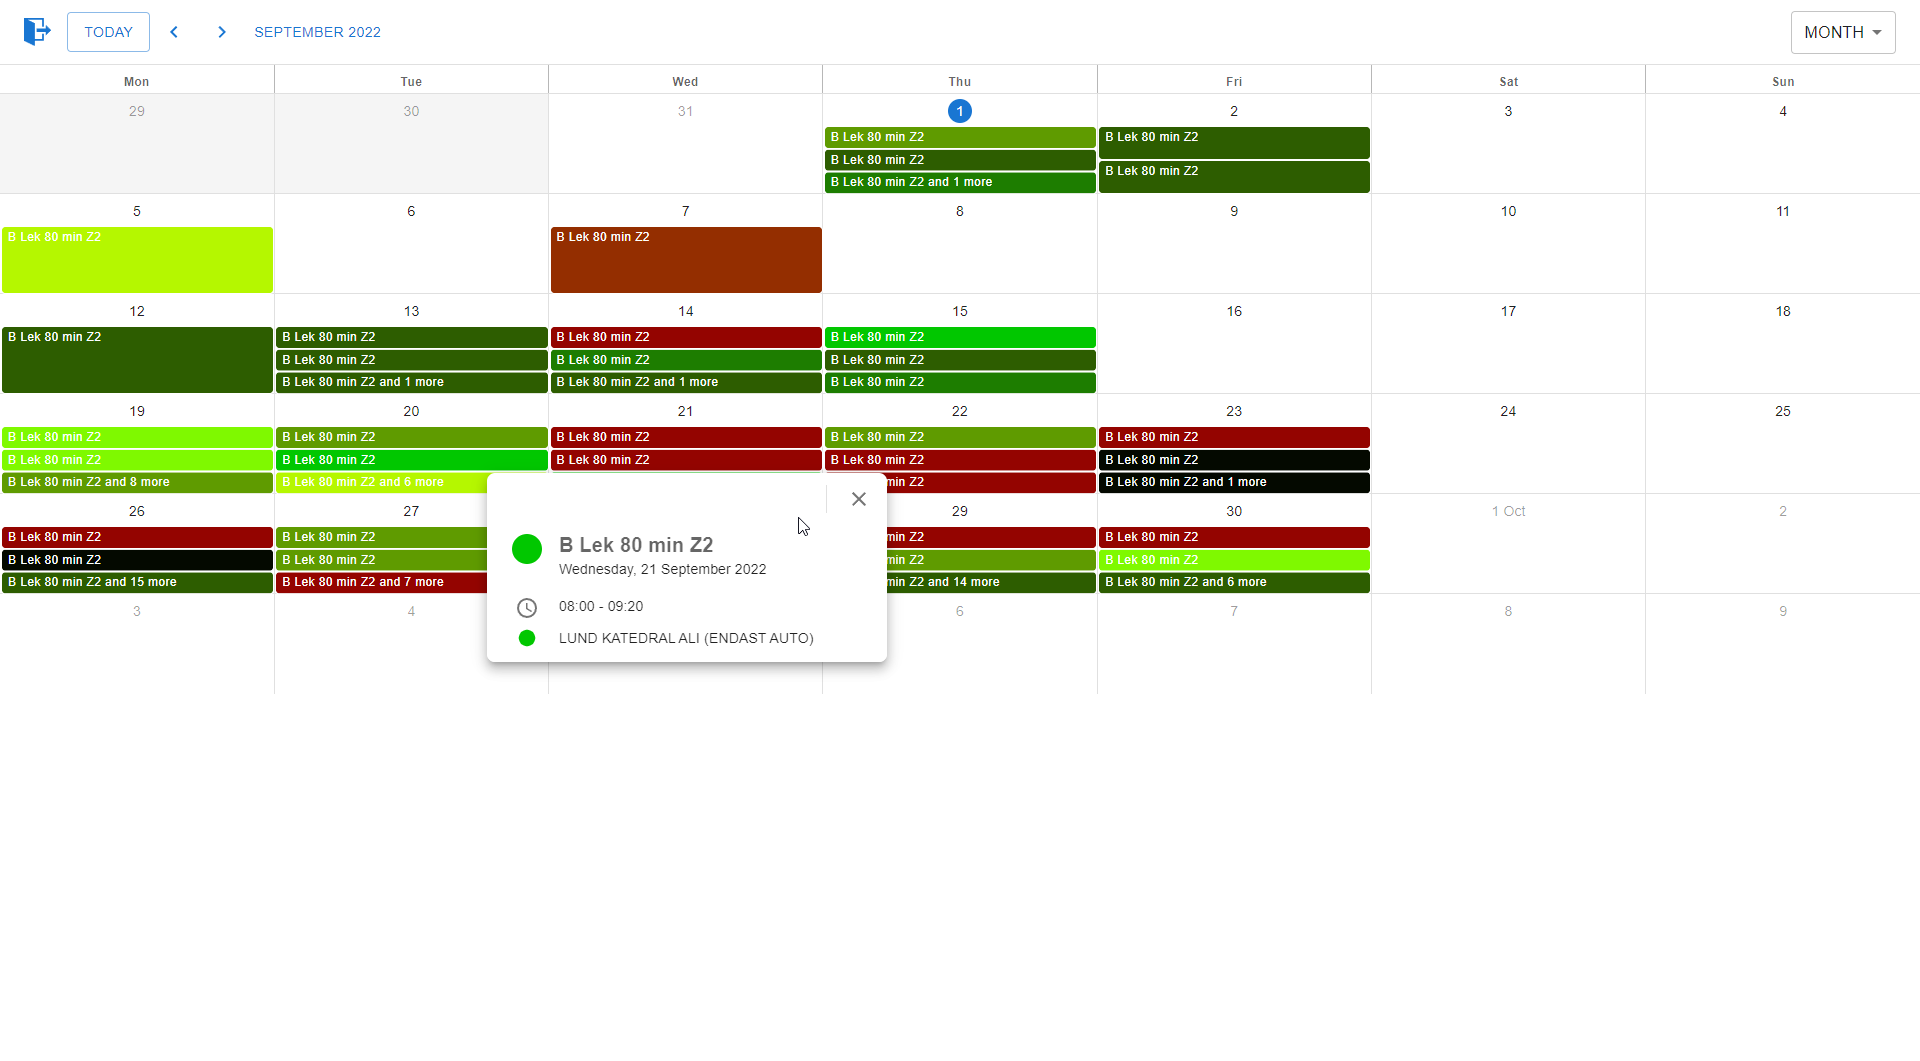 TODAY SEPTEMBER 2022 MONTH
Mon Tue Wed Thu Fri Sat Sun
29 30 31 1 2 3 4
B Lek 80 min Z2 B Lek 80 min Z2
B Lek 80 min Z2 B Lek 80 min Z2
B Lek 80 min Z2 and 1 more
5 6 7 8 9 10 11
B Lek 80 min Z2 B Lek 80 min Z2
12 13 14 15 16 17 18
B Lek 80 min Z2 B Lek 80 min Z2 B Lek 80 min Z2 B Lek 80 min Z2
B Lek 80 min Z2 B Lek 80 min Z2 B Lek 80 min Z2
B Lek 80 min Z2 and 1 more B Lek 80 min Z2 and 1 more B Lek 80 min Z2
19 20 21 22 23 24 25
B Lek 80 min Z2 B Lek 80 min Z2 B Lek 80 min Z2 B Lek 80 min Z2 B Lek 80 min Z2
B Lek 80 min Z2 B Lek 80 min Z2 B Lek 80 min Z2 B Lek 80 min Z2 B Lek 80 min Z2
B Lek 80 min Z2 and 8 more B Lek 80 min Z2 and 6 more min Z2 B Lek 80 min Z2 and 1 more
26 27 29 30 1 Oct 2
B Lek 80 min Z2 B Lek 80 min Z2 min Z2 B Lek 80 min Z2
B Lek 80 min Z2 B Lek 80 min Z2 min Z2 B Lek 80 min Z2
B Lek 80 min Z2 and 15 more B Lek 80 min Z2 and 7 more min Z2 and 14 more B Lek 80 min Z2 and 6 more
3 4 6 7 8 9
B Lek 80 min Z2
Wednesday, 21 September 2022
08:00 - 09:20
LUND KATEDRAL ALI (ENDAST AUTO)